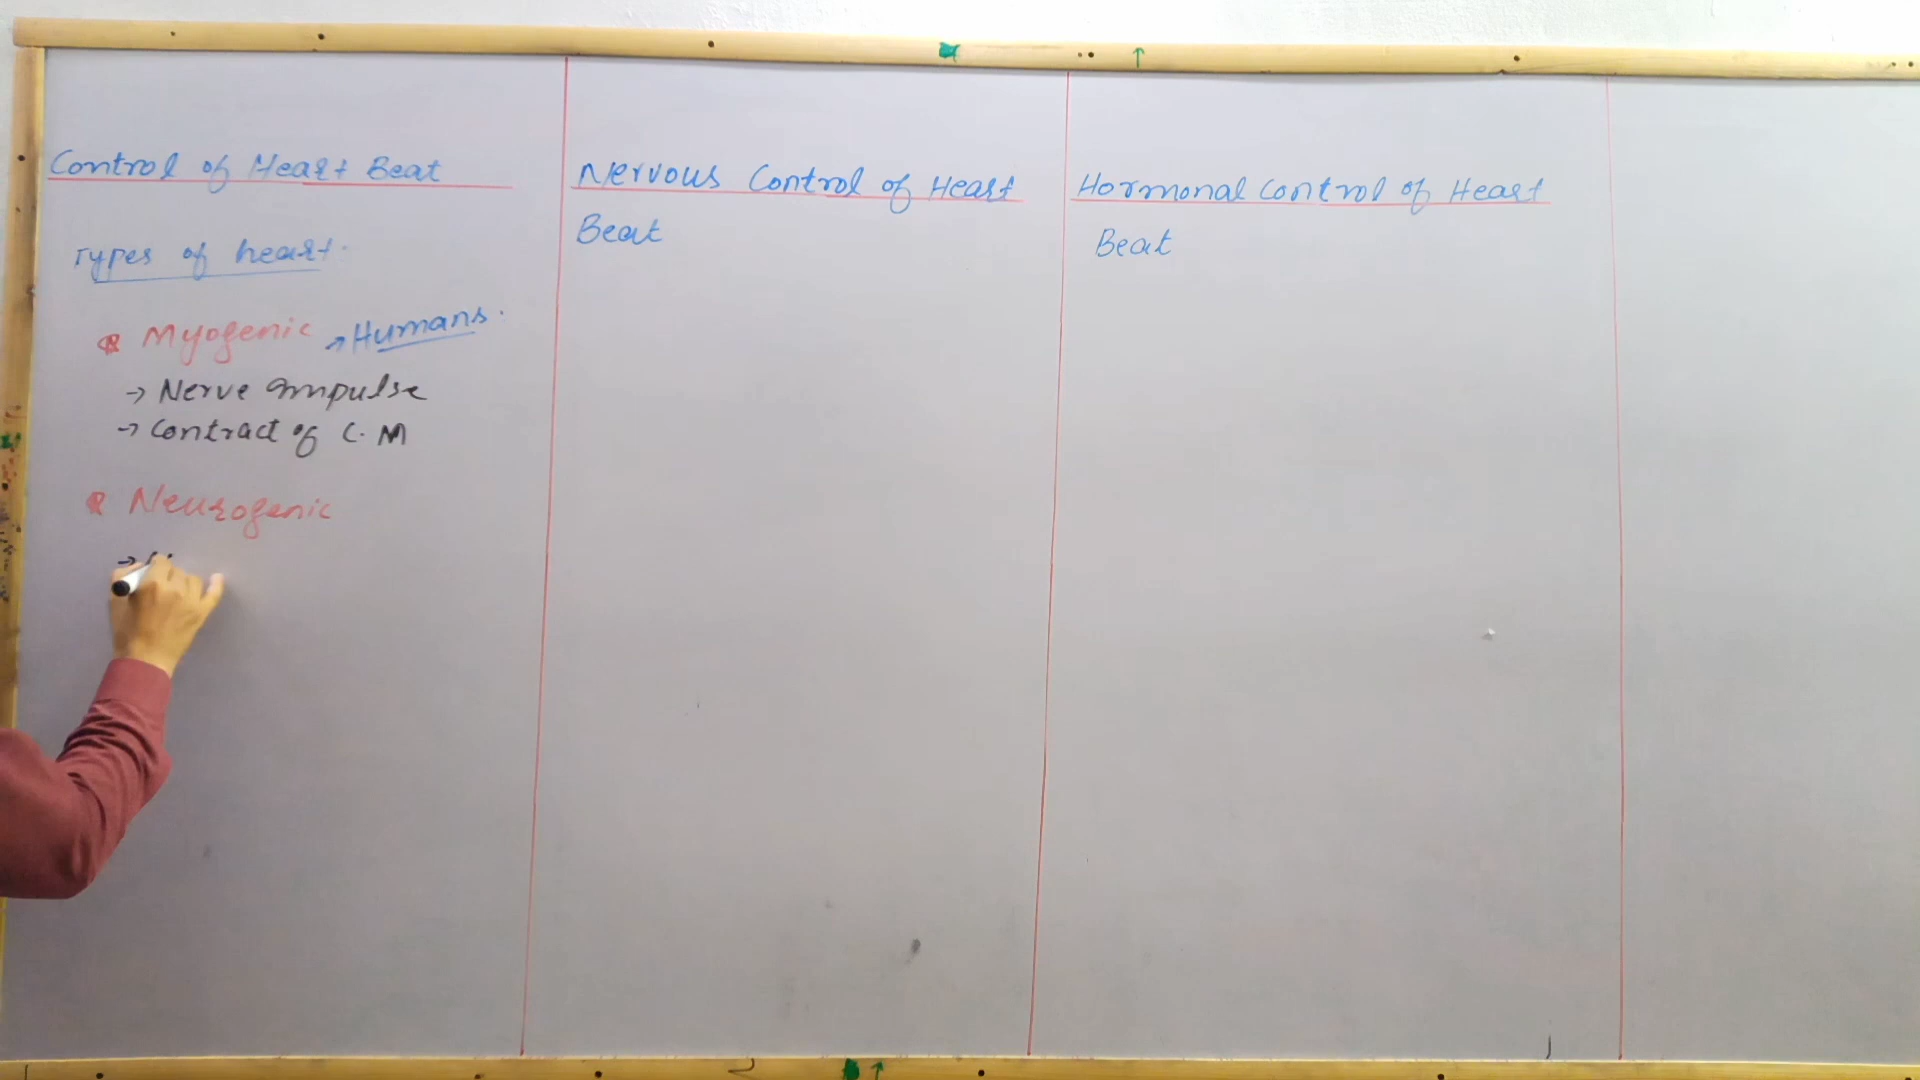 Control of Heart Beat
Types of heart.
Myogenic → Humans.
→ Nerve impulse
→ Contract of C.M
Neurogenic
→
Nervous Control of Heart
Beat
Hormonal Control of Heart
Beat